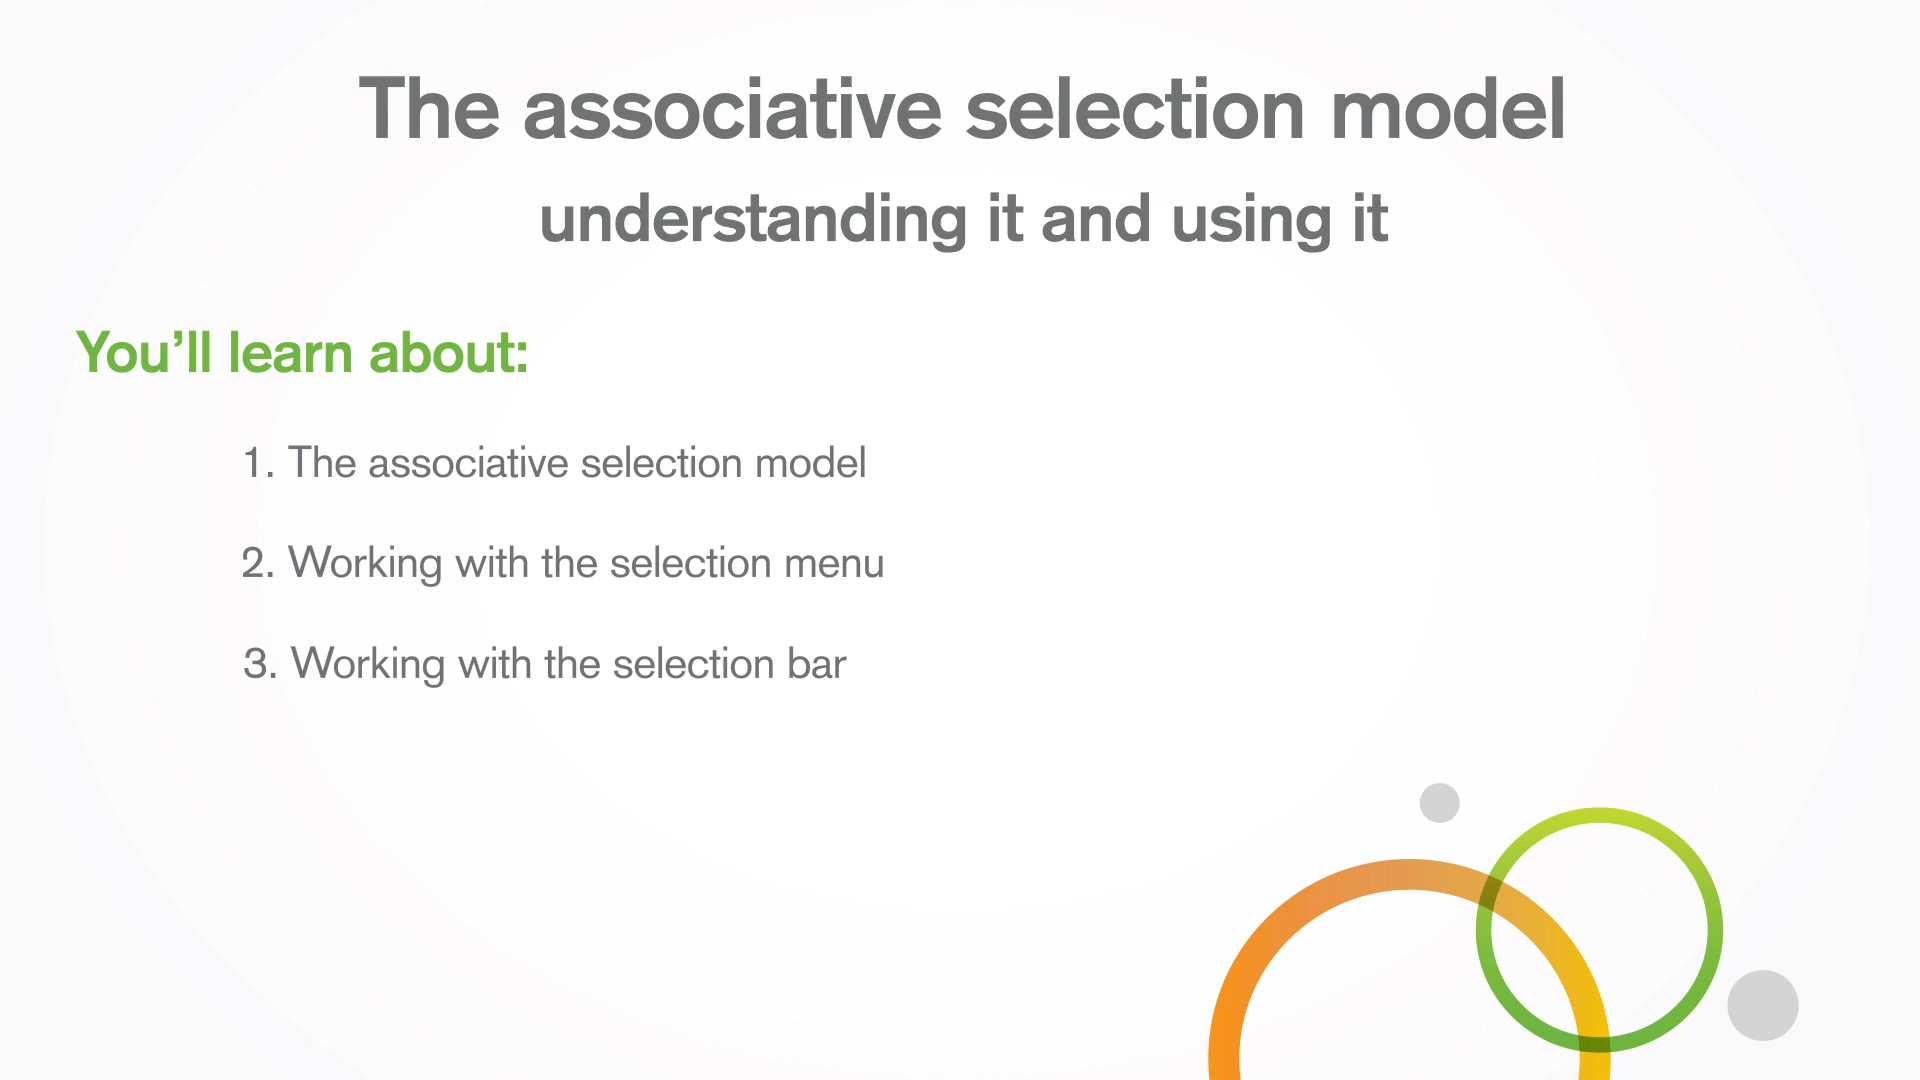 The associative selection model
understanding it and using it
You’ll learn about:
1. The associative selection model
2. Working with the selection menu
3. Working with the selection bar